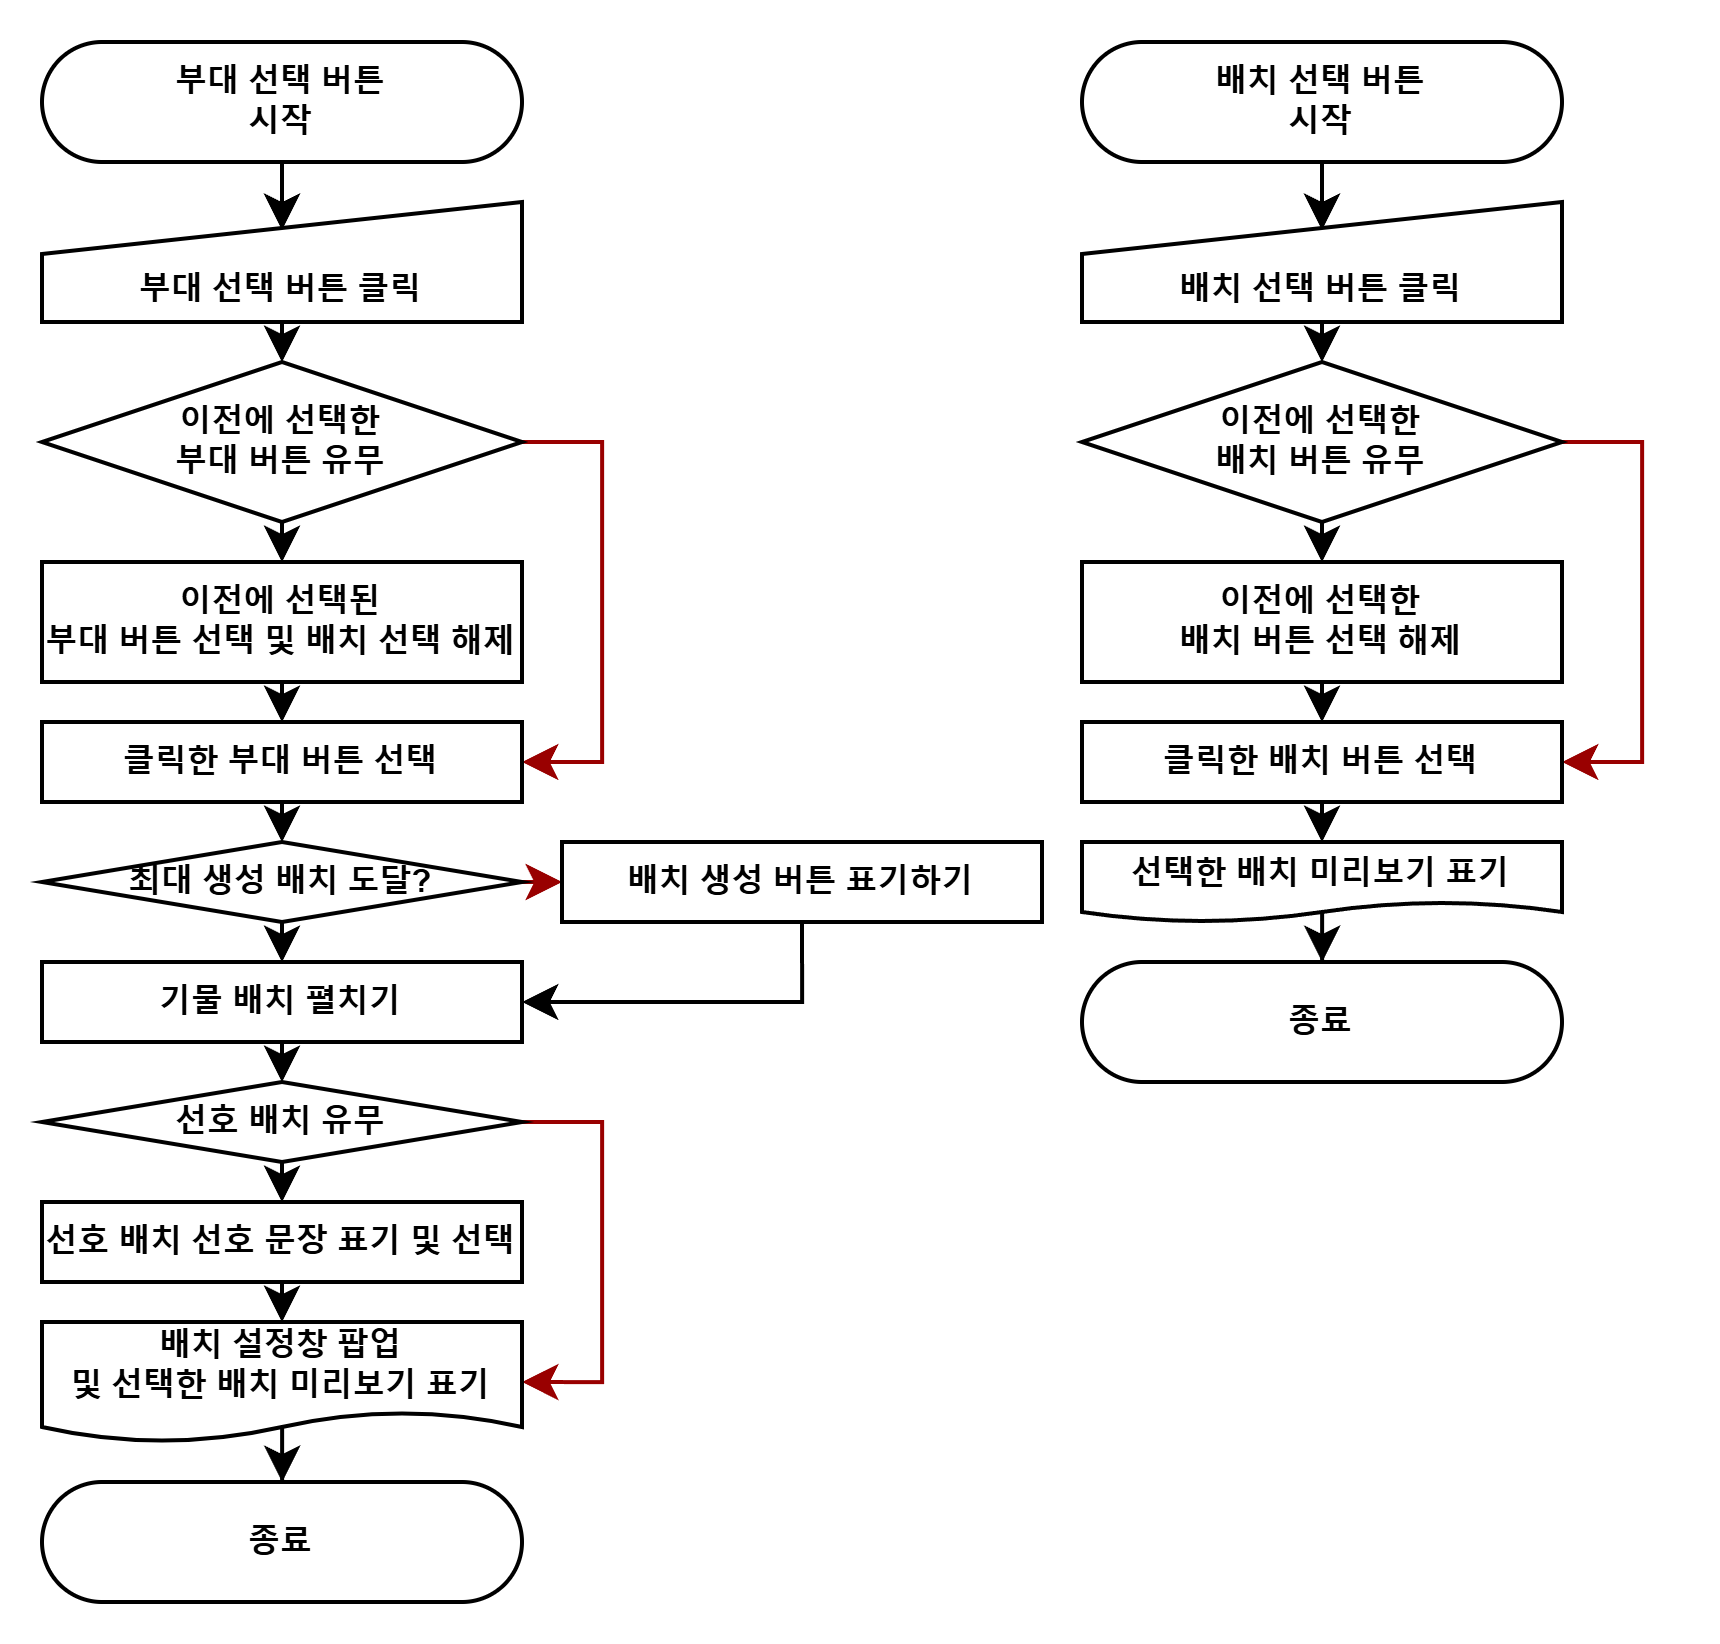 부대 선택 버튼
시작
부대 선택 버튼 클릭
이전에 선택한
부대 버튼 유무
이전에 선택된
부대 버튼 선택 및 배치 선택 해제
클릭한 부대 버튼 선택
최대 생성 배치 도달?
배치 생성 버튼 표기하기
기물 배치 펼치기
선호 배치 유무
선호 배치 선호 문장 표기 및 선택
배치 설정창 팝업
및 선택한 배치 미리보기 표기
종료
배치 선택 버튼
시작
배치 선택 버튼 클릭
이전에 선택한
배치 버튼 유무
이전에 선택한
배치 버튼 선택 해제
클릭한 배치 버튼 선택
선택한 배치 미리보기 표기
종료